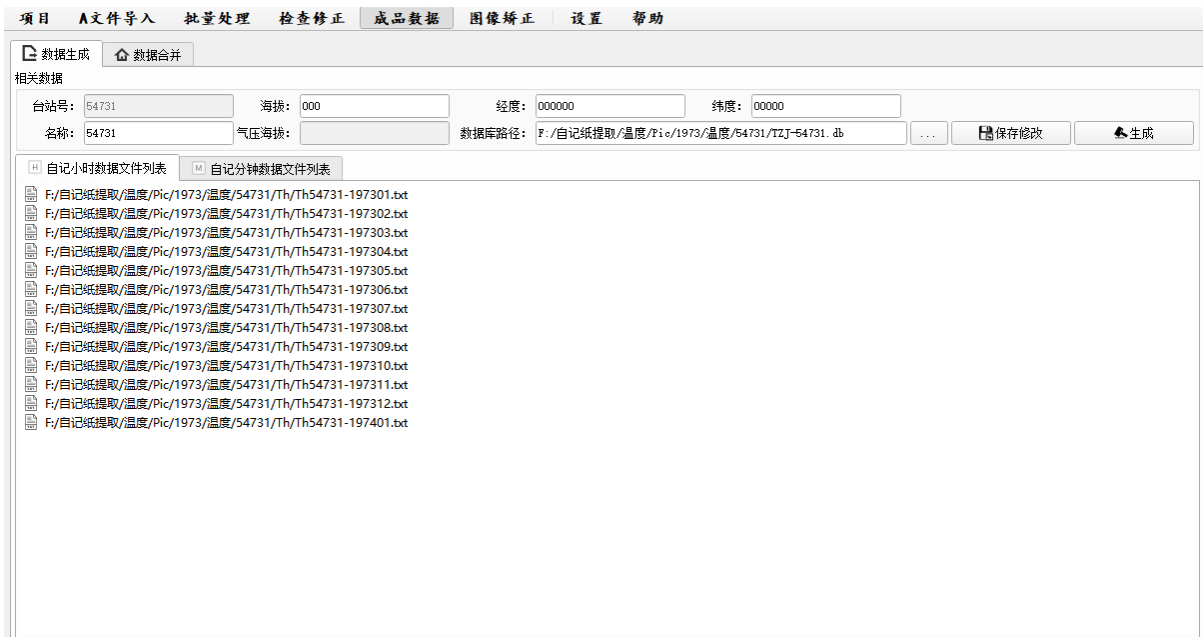 项目 A文件导入 批量处理 检查修正 成品数据 图像矫正 设置 帮助
数据生成 数据合并
相关数据
台站号: 54731 海拔: 000 经度: 000000 纬度: 00000
名称: 54731 气压海拔: 数据库路径: F:/自记纸提取/温度/Pic/1973/温度/54731/TZJ-54731.db ... 保存修改 生成
H 自记小时数据文件列表 M 自记分钟数据文件列表
F:/自记纸提取/温度/Pic/1973/温度/54731/Th/Th54731-197301.txt
F:/自记纸提取/温度/Pic/1973/温度/54731/Th/Th54731-197302.txt
F:/自记纸提取/温度/Pic/1973/温度/54731/Th/Th54731-197303.txt
F:/自记纸提取/温度/Pic/1973/温度/54731/Th/Th54731-197304.txt
F:/自记纸提取/温度/Pic/1973/温度/54731/Th/Th54731-197305.txt
F:/自记纸提取/温度/Pic/1973/温度/54731/Th/Th54731-197306.txt
F:/自记纸提取/温度/Pic/1973/温度/54731/Th/Th54731-197307.txt
F:/自记纸提取/温度/Pic/1973/温度/54731/Th/Th54731-197308.txt
F:/自记纸提取/温度/Pic/1973/温度/54731/Th/Th54731-197309.txt
F:/自记纸提取/温度/Pic/1973/温度/54731/Th/Th54731-197310.txt
F:/自记纸提取/温度/Pic/1973/温度/54731/Th/Th54731-197311.txt
F:/自记纸提取/温度/Pic/1973/温度/54731/Th/Th54731-197312.txt
F:/自记纸提取/温度/Pic/1973/温度/54731/Th/Th54731-197401.txt